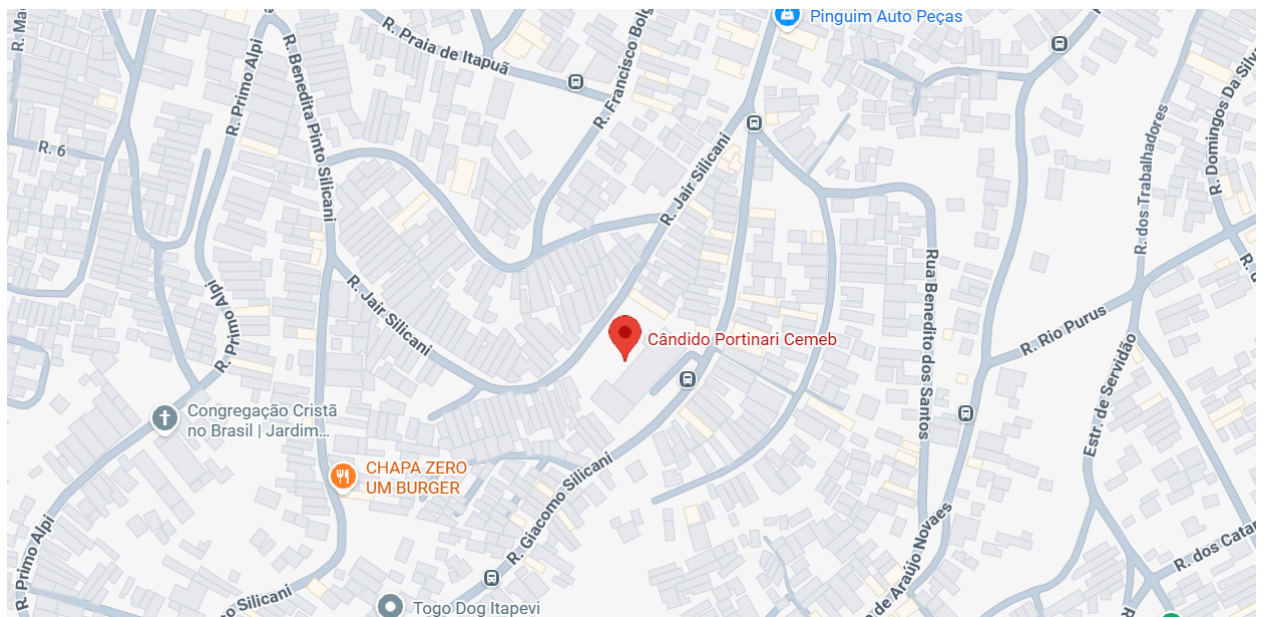 Pinguim Auto Peças
R. Praia de Itapuã
R. Francisco Bolg
R. Primo Alpi
R. Benedita Pinto Silicani
R. 6
R. Jair Silicani
R. dos Trabalhadores
R. Domingos Da Silv
R. Primo Alpi
R. Jair Silicani
Rua Benedito dos Santos
Cândido Portinari Cemeb
R. Rio Purus
Estr. de Servidão
Congregação Cristã
no Brasil | Jardim...
CHAPA ZERO
UM BURGER
R. Giacomo Silicani
R. Primo Alpi
o Silicani
Togo Dog Itapevi
de Araújo Novaes
R. dos Catar